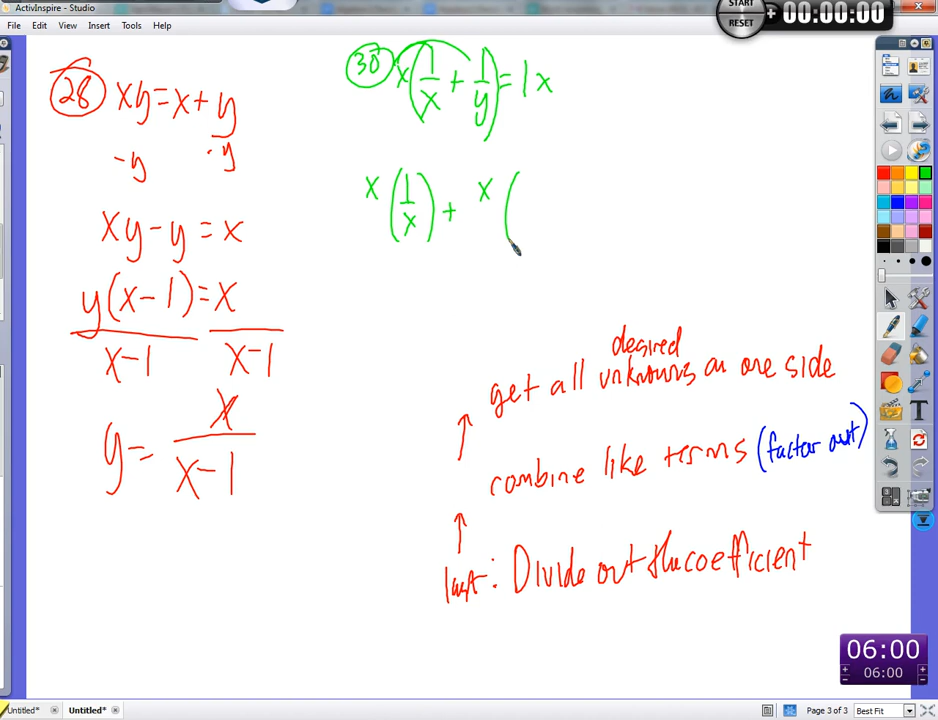 ActivInspire - Studio
START
RESET
00:00:00
File Edit View Insert Tools Help
28 xy = x + y
-y -y
xy - y = x
y(x - 1) = x
x-1 x-1
y = x
x-1
30 x(1/x + 1/y) = 1x
x(1/x) + x(
desired
get all unknowns on one side
combine like terms (factor out)
last: Divide out the coefficient
06:00
06:00
Untitled* Untitled* Page 3 of 3 Best Fit